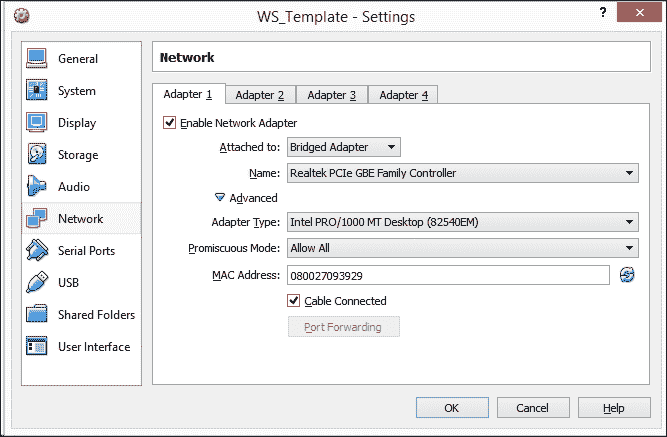 WS_Template - Settings
?
×
General
System
Display
Storage
Audio
Network
Serial Ports
USB
Shared Folders
User Interface
Network
Adapter 1 Adapter 2 Adapter 3 Adapter 4
Enable Network Adapter
Attached to: Bridged Adapter
Name: Realtek PCIe GBE Family Controller
Advanced
Adapter Type: Intel PRO/1000 MT Desktop (82540EM)
Promiscuous Mode: Allow All
MAC Address: 080027093929
Cable Connected
Port Forwarding
OK Cancel Help